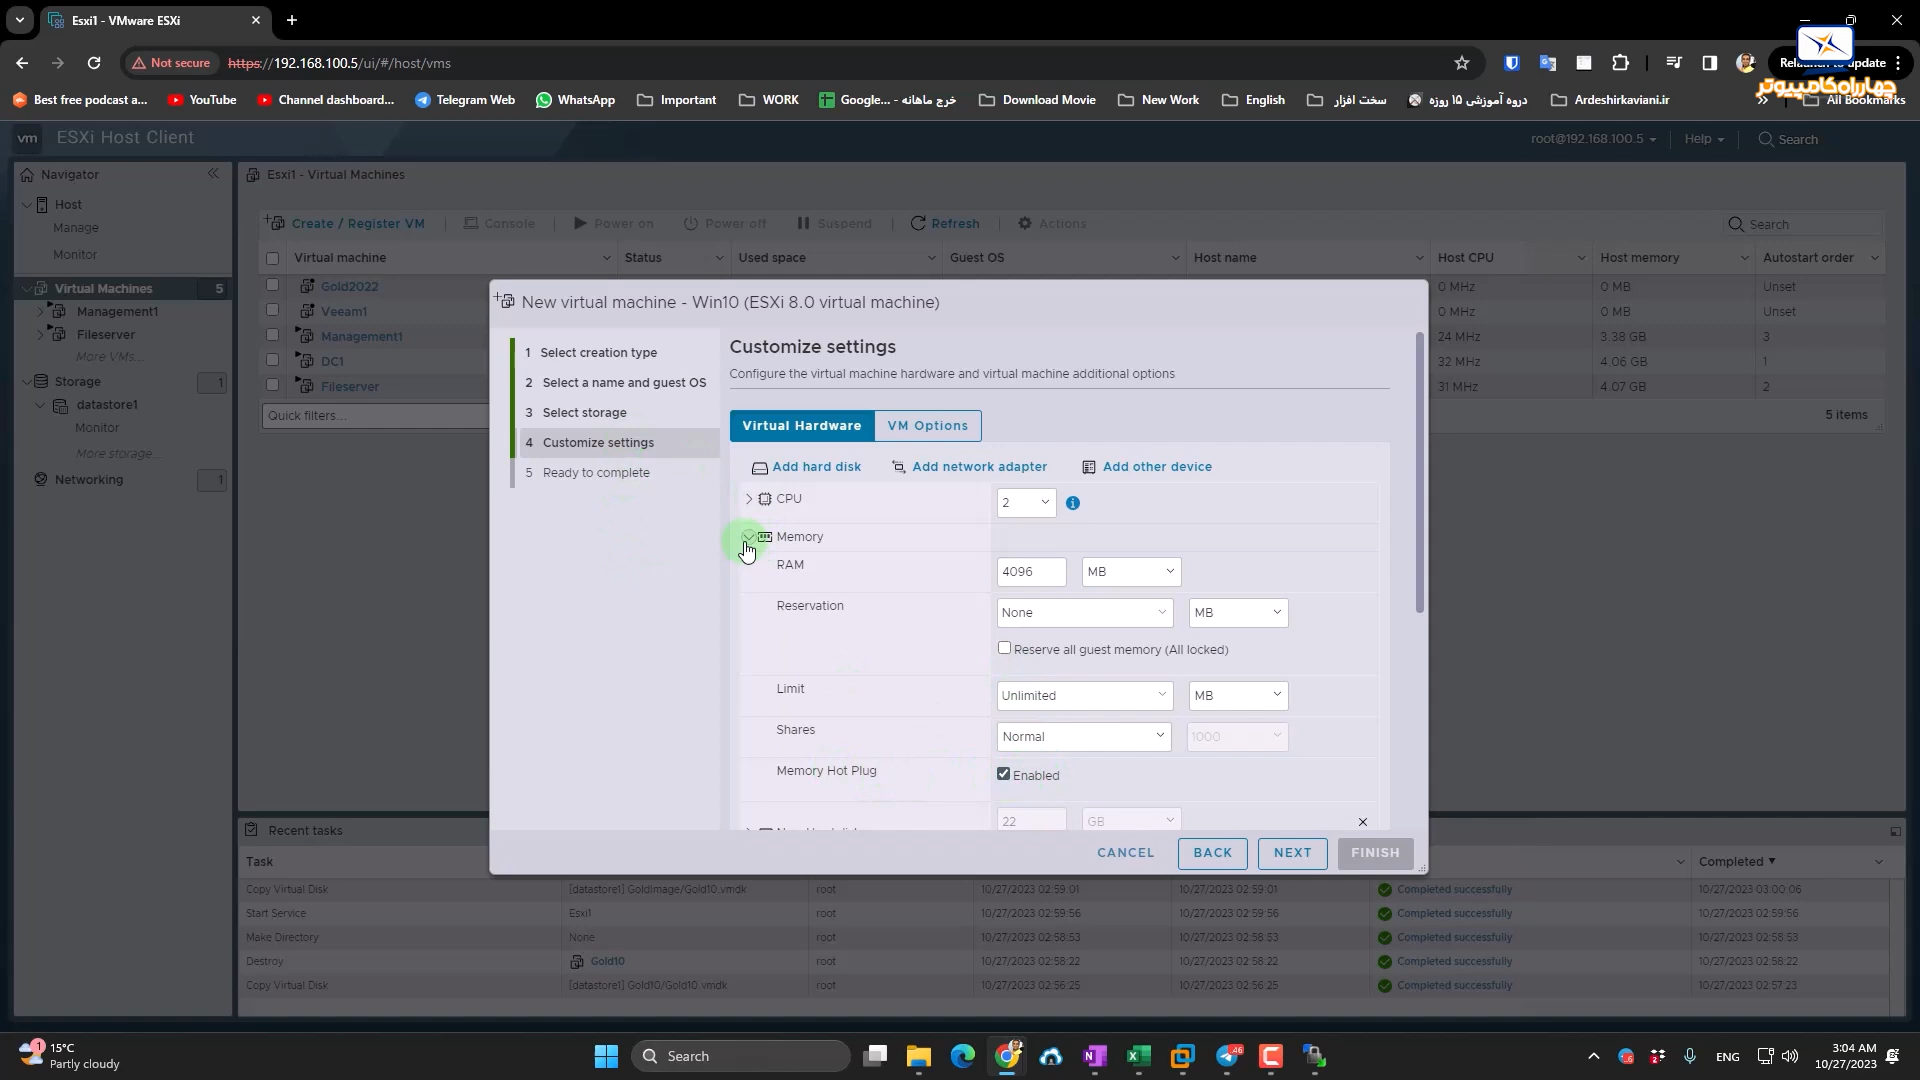 Esxi1 - VMware ESXi
Not secure https://192.168.100.5/ui/#/host/vms
Relaunch to update
چهارراه کامپیوتر
Best free podcast a... YouTube Channel dashboard... Telegram Web WhatsApp Important WORK Google... - خرج ماهانه Download Movie New Work English سخت افزار دوره آموزشی ۱۵ روزه Ardeshirkaviani.ir » All Bookmarks
vm ESXi Host Client root@192.168.100.5 Help Search
Navigator
Esxi1 - Virtual Machines
Host
Manage
Monitor
Virtual Machines 5
Management1
Fileserver
More VMs...
Storage 1
datastore1
Monitor
More storage...
Networking 1
Create / Register VM Console Power on Power off Suspend Refresh Actions Search
Virtual machine Status Used space Guest OS Host name Host CPU Host memory Autostart order
Gold2022 0 MHz 0 MB Unset
Veeam1 0 MHz 0 MB Unset
Management1 24 MHz 3.38 GB 3
DC1 32 MHz 4.06 GB 1
Fileserver 31 MHz 4.07 GB 2
Quick filters... 5 items
New virtual machine - Win10 (ESXi 8.0 virtual machine)
1 Select creation type
2 Select a name and guest OS
3 Select storage
4 Customize settings
5 Ready to complete
Customize settings
Configure the virtual machine hardware and virtual machine additional options
Virtual Hardware VM Options
Add hard disk Add network adapter Add other device
CPU 2
Memory
RAM 4096 MB
Reservation None MB
Reserve all guest memory (All locked)
Limit Unlimited MB
Shares Normal 1000
Memory Hot Plug Enabled
22 GB
CANCEL BACK NEXT FINISH
Recent tasks
Task Completed ▼
Copy Virtual Disk [datastore1] GoldImage/Gold10.vmdk root 10/27/2023 02:59:01 10/27/2023 02:59:01 Completed successfully 10/27/2023 03:00:06
Start Service Esxi1 root 10/27/2023 02:59:56 10/27/2023 02:59:56 Completed successfully 10/27/2023 02:59:56
Make Directory None root 10/27/2023 02:58:53 10/27/2023 02:58:53 Completed successfully 10/27/2023 02:58:53
Destroy Gold10 root 10/27/2023 02:58:22 10/27/2023 02:58:22 Completed successfully 10/27/2023 02:58:22
Copy Virtual Disk [datastore1] Gold10/Gold10.vmdk root 10/27/2023 02:56:25 10/27/2023 02:56:25 Completed successfully 10/27/2023 02:57:23
1 15°C
Partly cloudy
Search
46
ENG
3:04 AM
10/27/2023